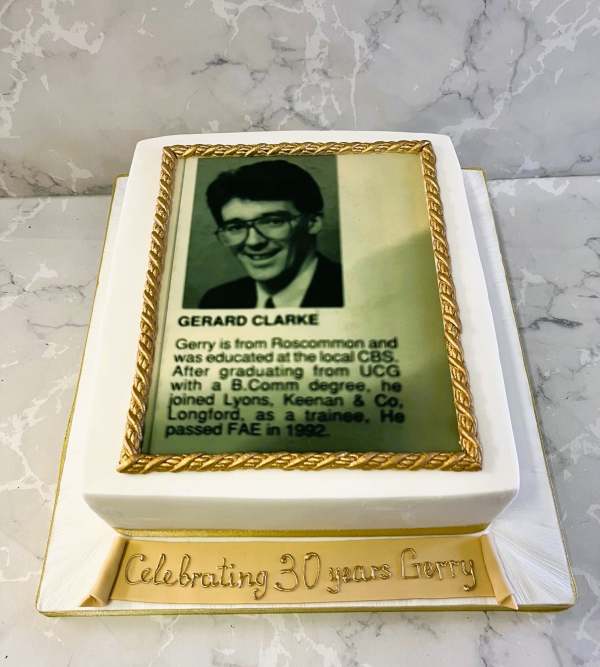 GERARD CLARKE
Gerry is from Roscommon and
was educated at the local CBS.
After graduating from UCG
with a B.Comm degree, he
joined Lyons, Keenan & Co,
Longford, as a trainee. He
passed FAE in 1992.
Celebrating 30 years Gerry